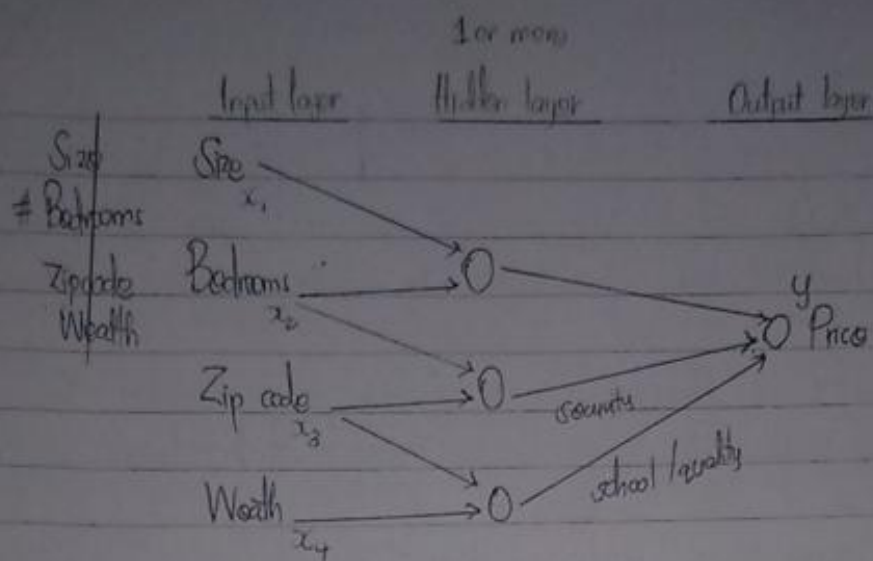 1 or more
Input layer Hidden layer Output layer
Size Size
x₁
# Bedrooms
Zipcode Bedrooms
x₂
y
Wealth Price
Zip code
x₃
security
school / quality
Wealth
x₄